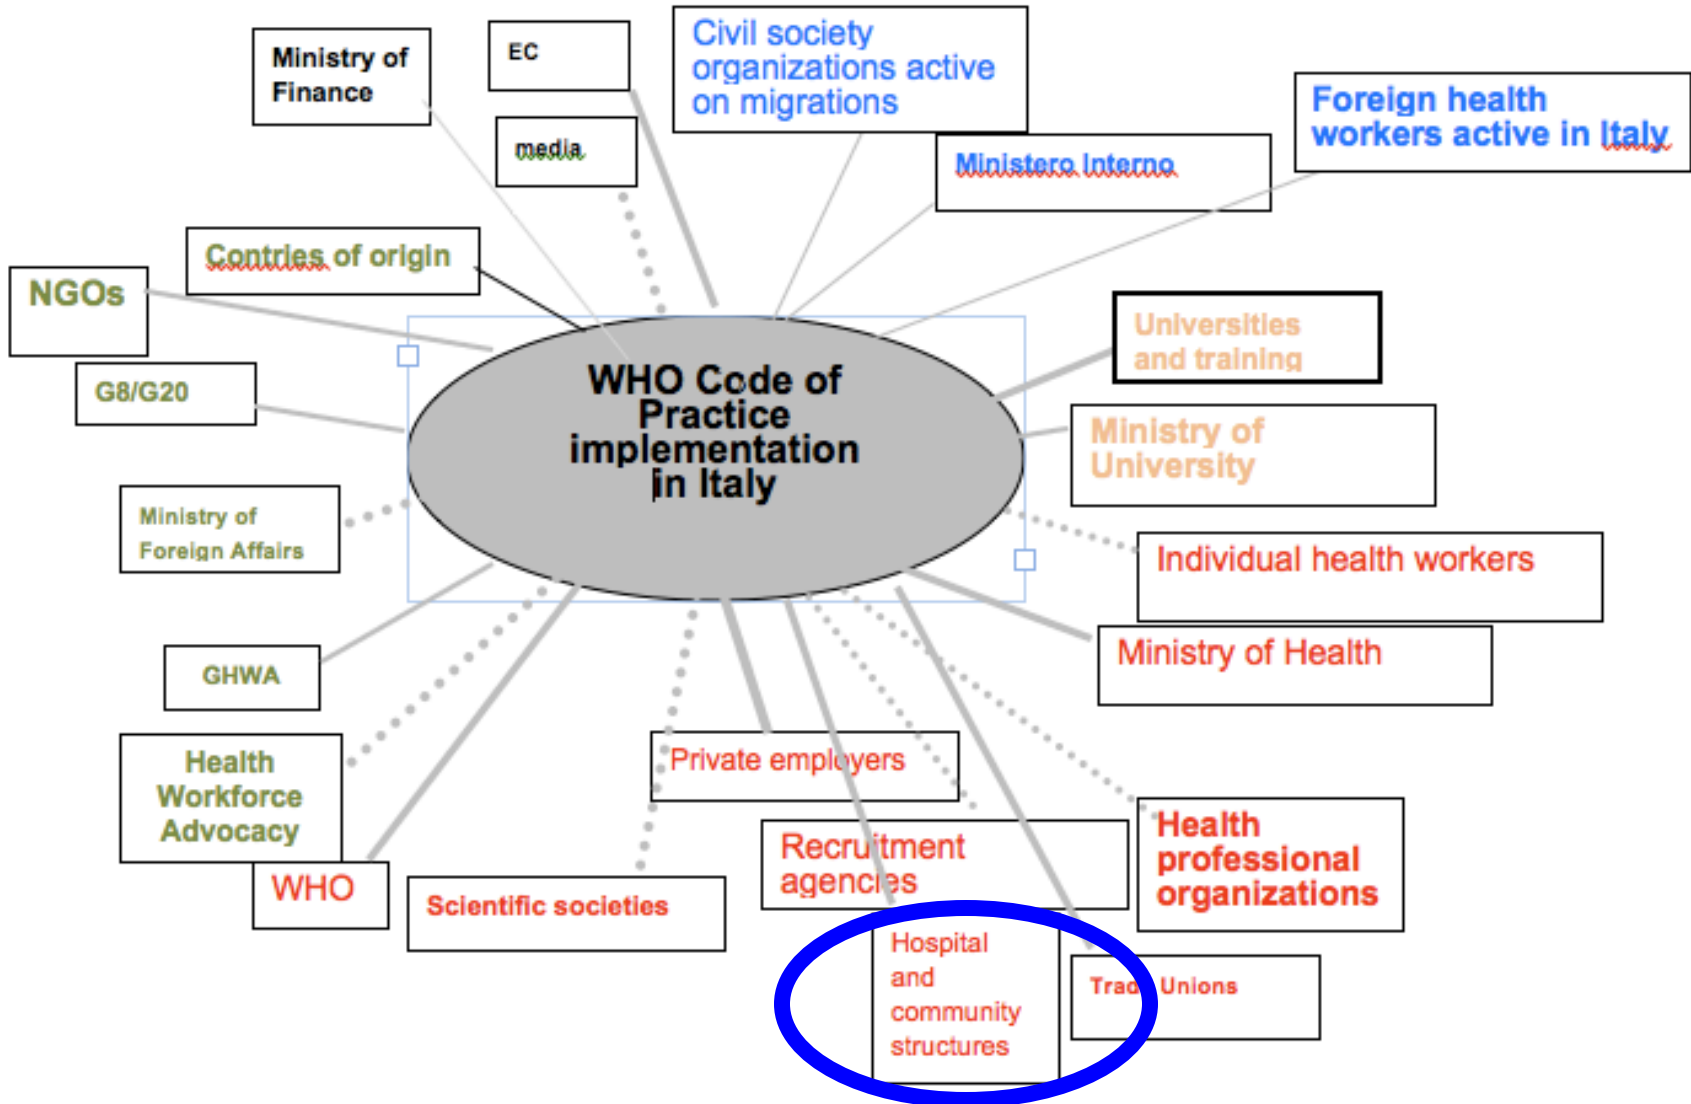 Ministry of
Finance
EC
media
Civil society
organizations active
on migrations
Ministero Interno
Foreign health
workers active in Italy
Contries of origin
NGOs
G8/G20
Ministry of
Foreign Affairs
GHWA
Health
Workforce
Advocacy
WHO
WHO Code of
Practice
implementation
in Italy
Universities
and training
Ministry of
University
Individual health workers
Ministry of Health
Private employers
Scientific societies
Recruitment
agencies
Health
professional
organizations
Hospital
and
community
structures
Trade Unions